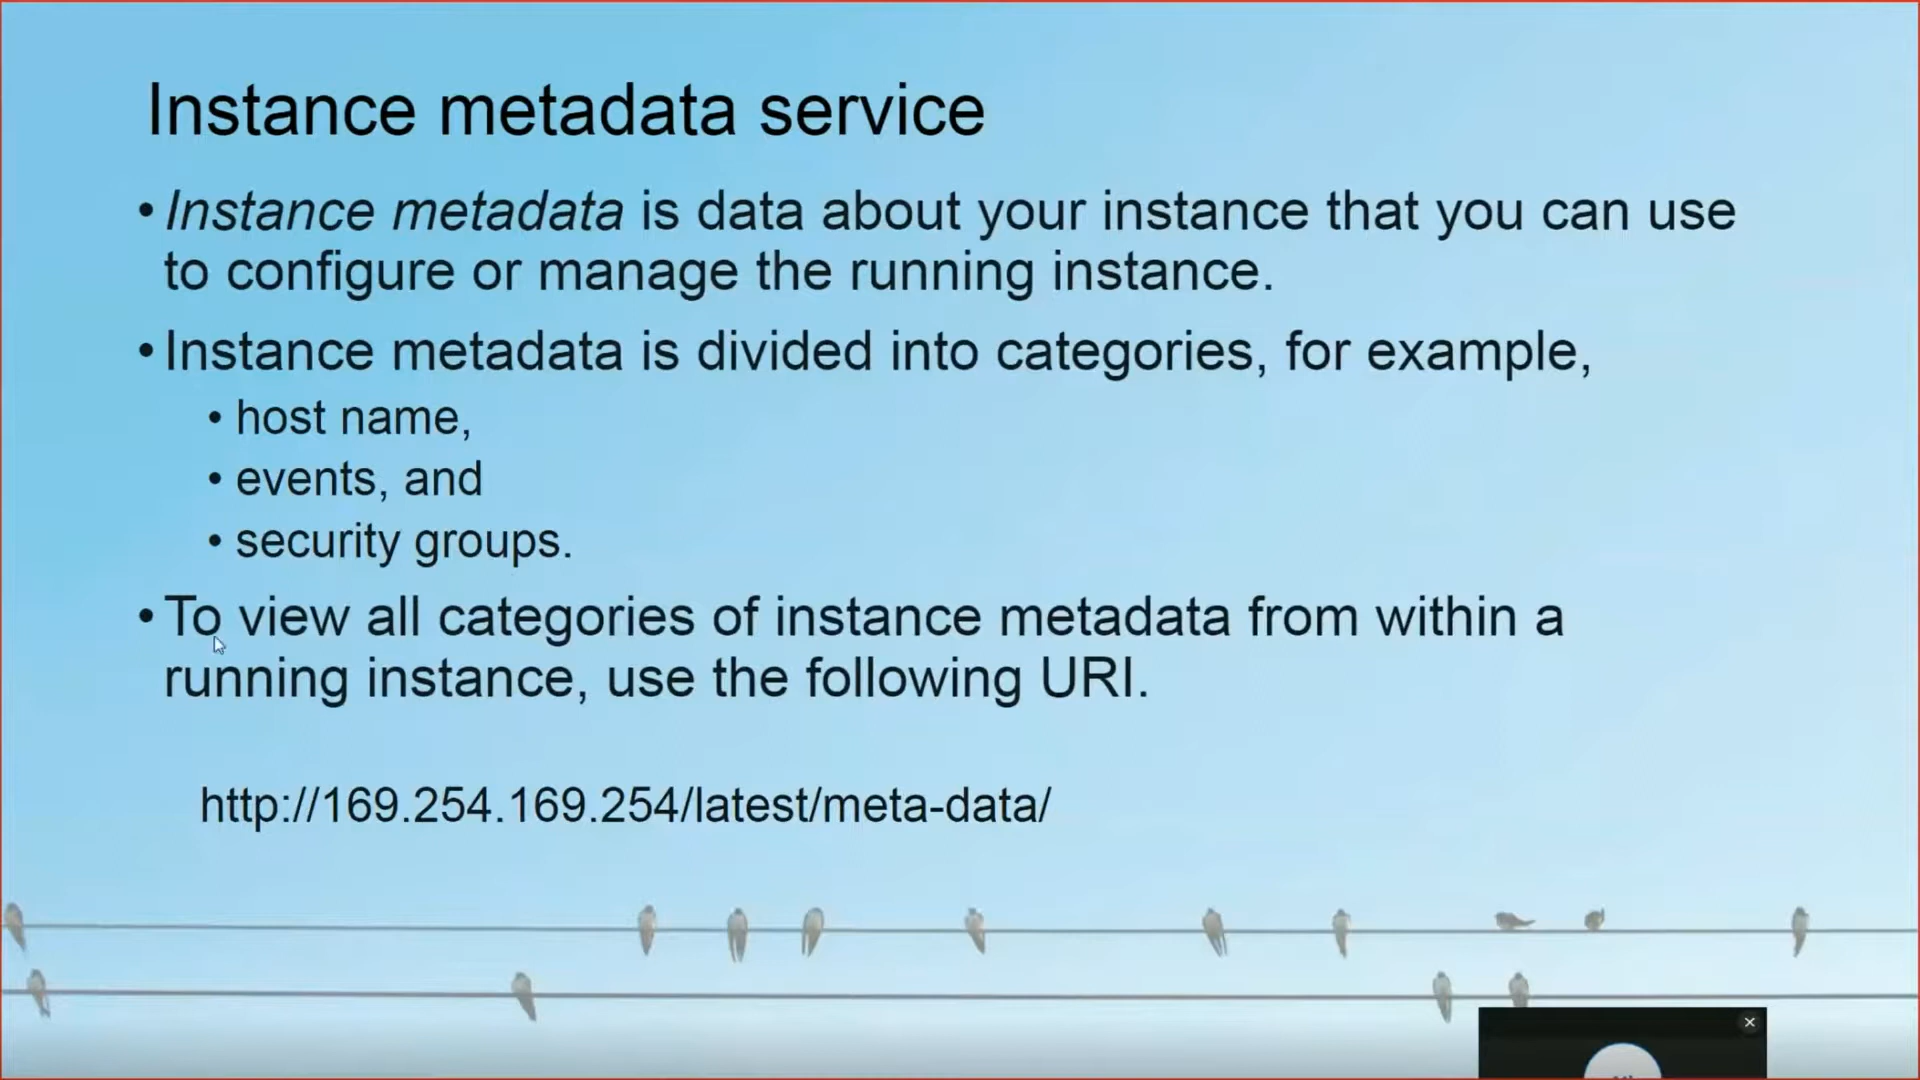 Instance metadata service
•Instance metadata is data about your instance that you can use
to configure or manage the running instance.
•Instance metadata is divided into categories, for example,
• host name,
• events, and
• security groups.
•To view all categories of instance metadata from within a
running instance, use the following URI.
http://169.254.169.254/latest/meta-data/